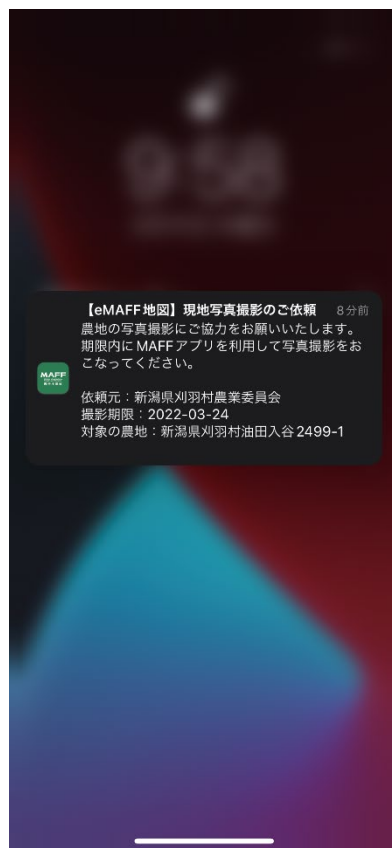 9:58
【eMAFF地図】現地写真撮影のご依頼 8分前
農地の写真撮影にご協力をお願いいたします。
期限内にMAFFアプリを利用して写真撮影をお
こなってください。
MAFF
依頼元：新潟県刈羽村農業委員会
撮影期限：2022-03-24
対象の農地：新潟県刈羽村油田入谷2499-1